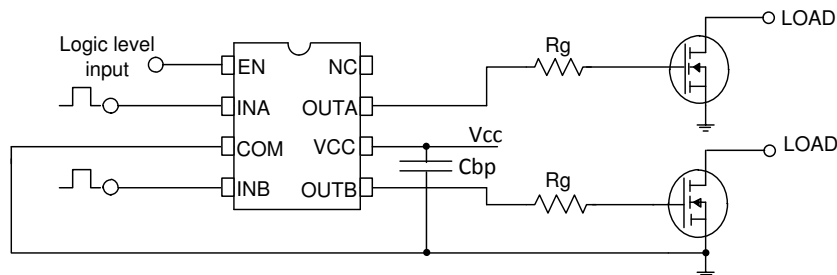 Logic level
input
EN
NC
Rg
LOAD
INA
OUTA
COM
VCC
Vcc
Cbp
LOAD
INB
OUTB
Rg